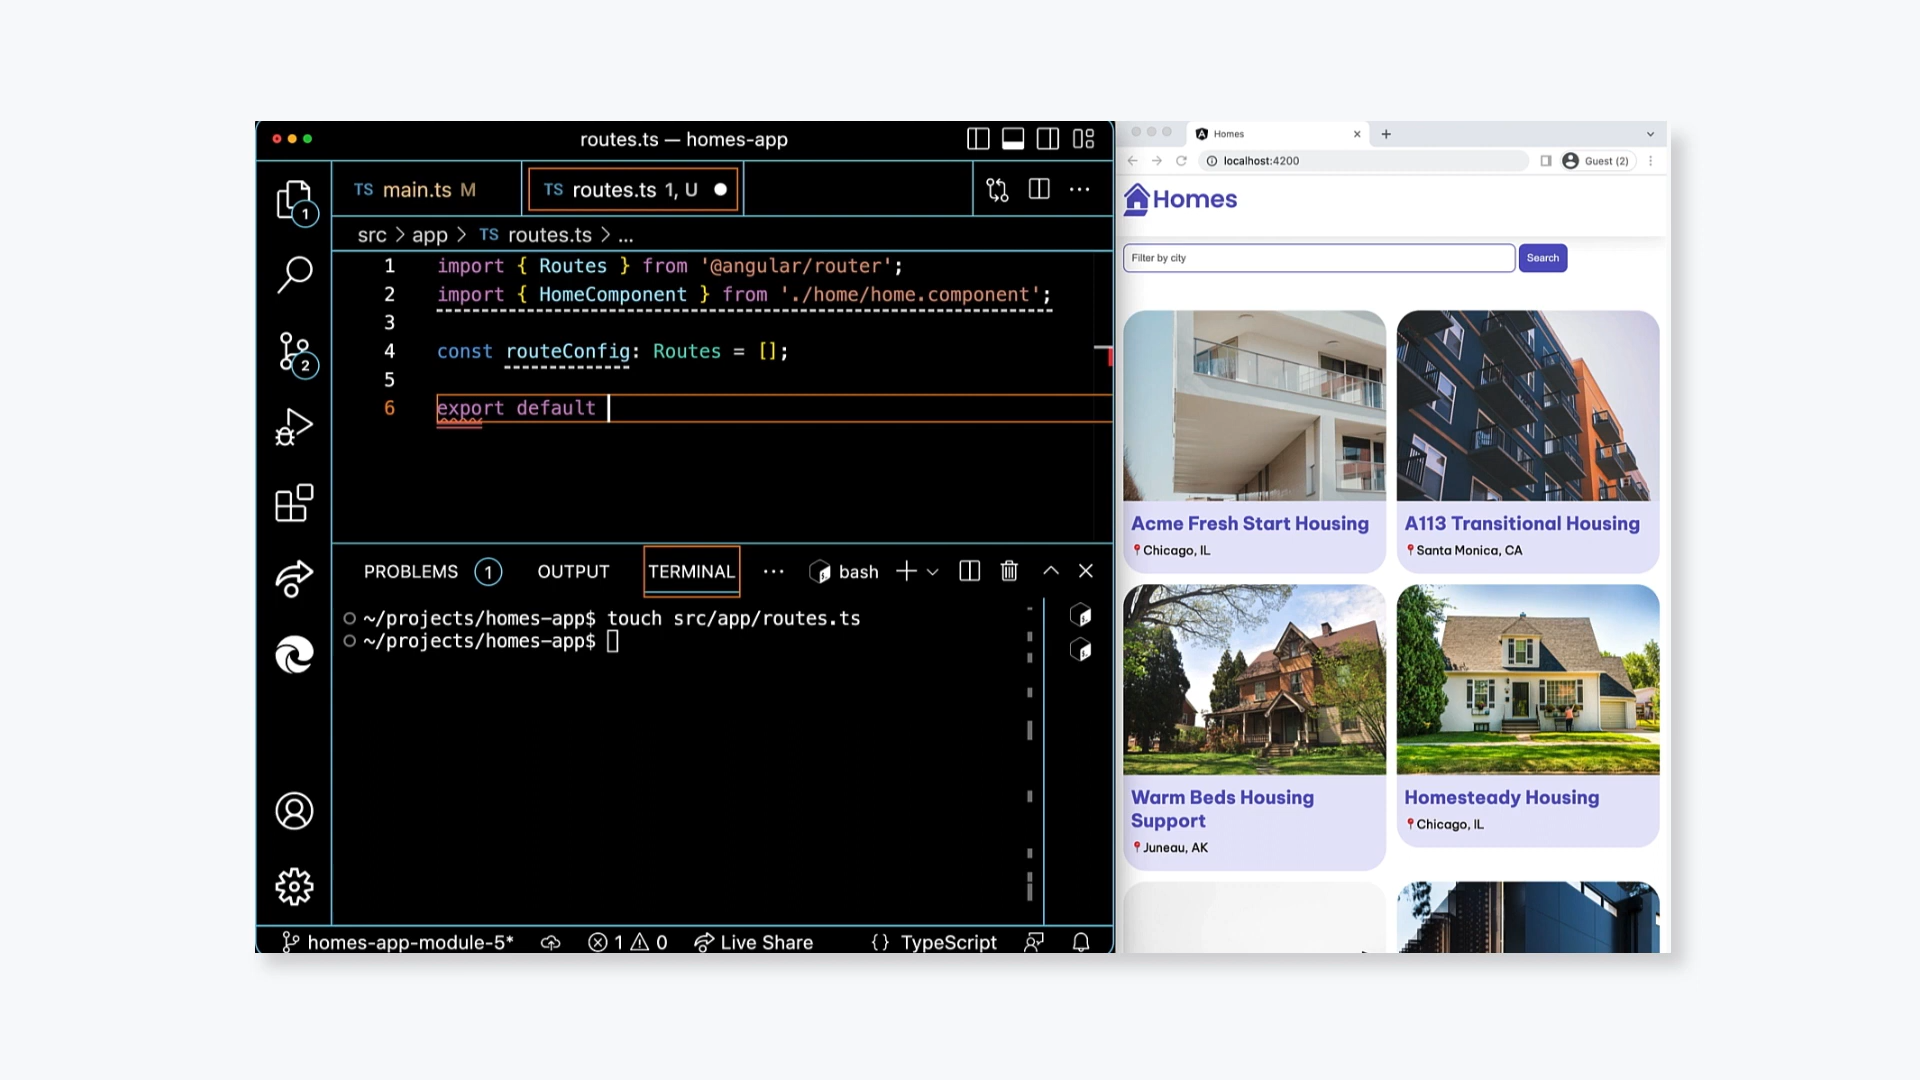 routes.ts — homes-app
TS main.ts M
TS routes.ts 1, U
src > app > TS routes.ts > ...
1 import { Routes } from '@angular/router';
2 import { HomeComponent } from './home/home.component';
3
4 const routeConfig: Routes = [];
5
6 export default
1
2
PROBLEMS 1 OUTPUT TERMINAL ... bash
~/projects/homes-app$ touch src/app/routes.ts
~/projects/homes-app$
homes-app-module-5* 1 0 Live Share {} TypeScript
Homes
localhost:4200
Guest (2)
Homes
Filter by city
Search
Acme Fresh Start Housing
Chicago, IL
A113 Transitional Housing
Santa Monica, CA
Warm Beds Housing
Support
Juneau, AK
Homesteady Housing
Chicago, IL